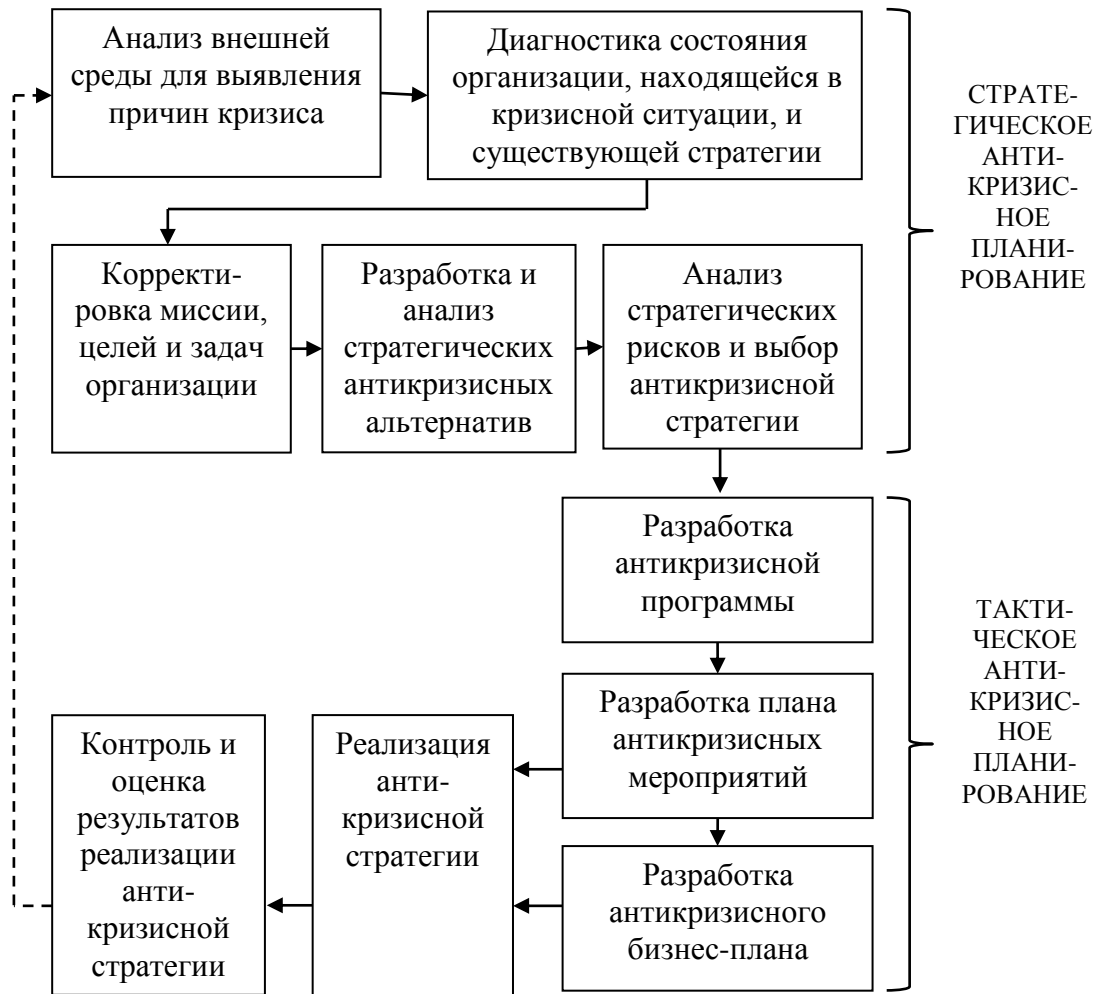 Анализ внешней
среды для выявления
причин кризиса
Диагностика состояния
организации, находящейся в
кризисной ситуации, и
существующей стратегии
СТРАТЕ-
ГИЧЕСКОЕ
АНТИ-
КРИЗИС-
НОЕ
ПЛАНИ-
РОВАНИЕ
Корректи-
ровка миссии,
целей и задач
организации
Разработка и
анализ
стратегических
антикризисных
альтернатив
Анализ
стратегических
рисков и выбор
антикризисной
стратегии
Разработка
антикризисной
программы
ТАКТИ-
ЧЕСКОЕ
АНТИ-
КРИЗИС-
НОЕ
ПЛАНИ-
РОВАНИЕ
Разработка плана
антикризисных
мероприятий
Разработка
антикризисного
бизнес-плана
Реализация
анти-
кризисной
стратегии
Контроль и
оценка
результатов
реализации
анти-
кризисной
стратегии